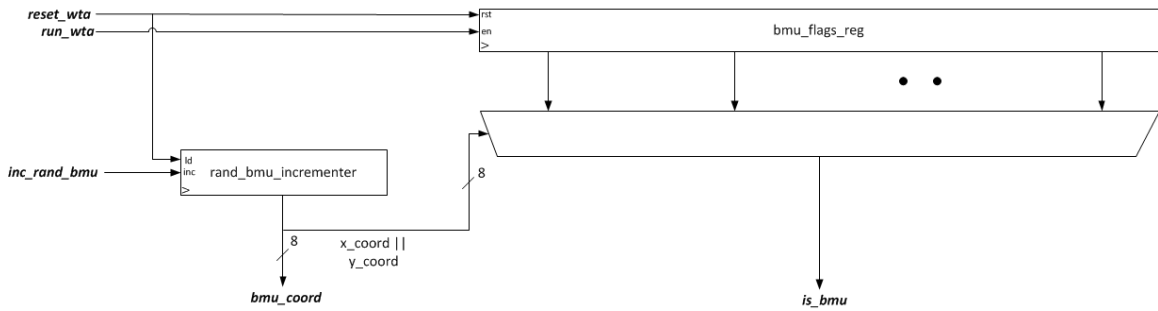 reset_wta
run_wta
rst
en
>
bmu_flags_reg
inc_rand_bmu
ld
inc
>
rand_bmu_incrementer
8
8
x_coord ||
y_coord
bmu_coord
is_bmu